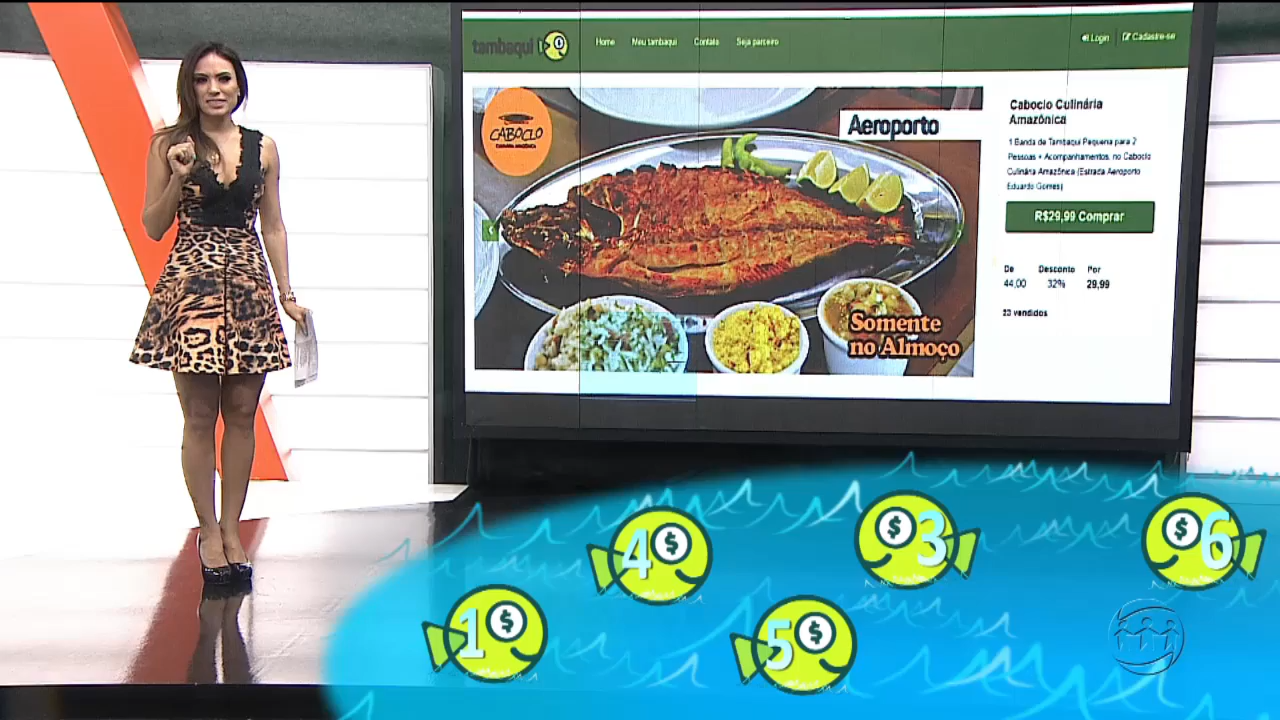 tambaqui
Home Meu tambaqui Contato Seja parceiro
Login Cadastre-se
CABOCLO
CULINÁRIA AMAZÔNICA
Aeroporto
Somente
no Almoço
Caboclo Culinária
Amazônica
1 Banda de Tambaqui Pequena para 2
Pessoas + Acompanhamentos, no Caboclo
Culinária Amazônica (Estrada Aeroporto
Eduardo Gomes)
R$29,99 Comprar
De Desconto Por
44,00 32% 29,99
23 vendidos
4 $
$ 3
$ 6
1 $
5 $